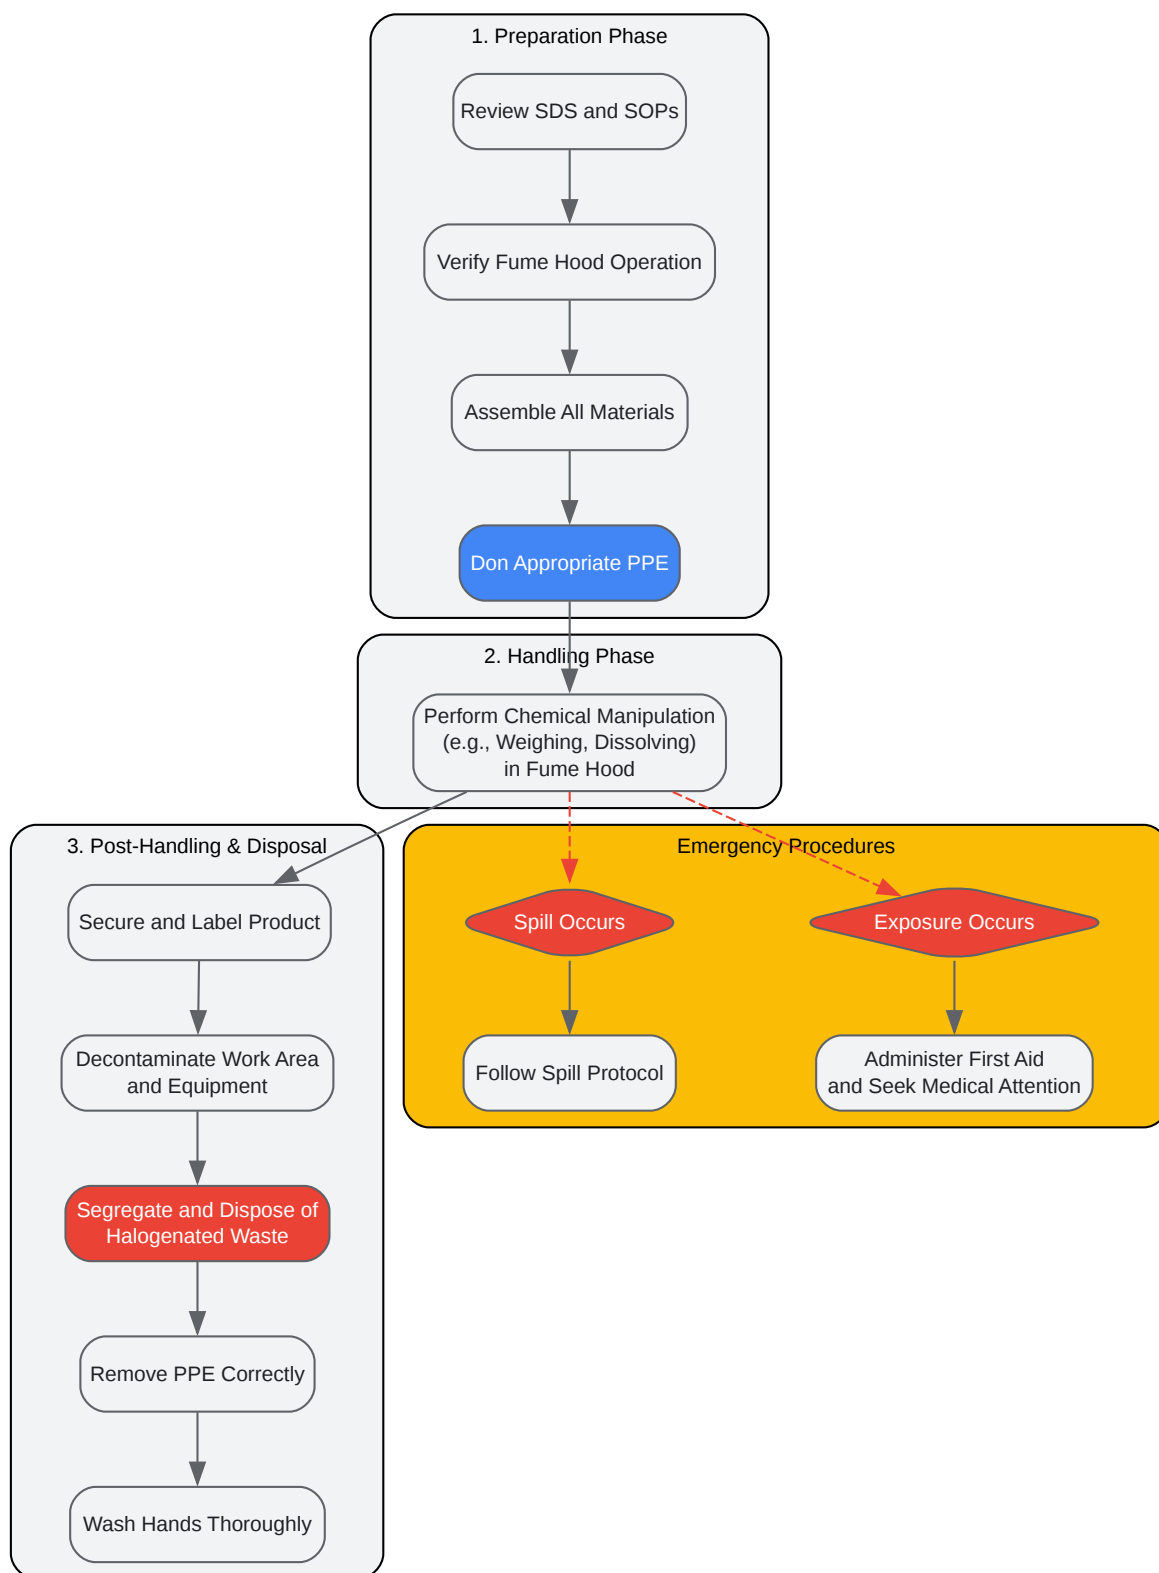 1. Preparation Phase
Review SDS and SOPs
Verify Fume Hood Operation
Assemble All Materials
Don Appropriate PPE
2. Handling Phase
Perform Chemical Manipulation
(e.g., Weighing, Dissolving)
in Fume Hood
3. Post-Handling & Disposal
Secure and Label Product
Decontaminate Work Area
and Equipment
Segregate and Dispose of
Halogenated Waste
Remove PPE Correctly
Wash Hands Thoroughly
Emergency Procedures
Spill Occurs
Follow Spill Protocol
Exposure Occurs
Administer First Aid
and Seek Medical Attention